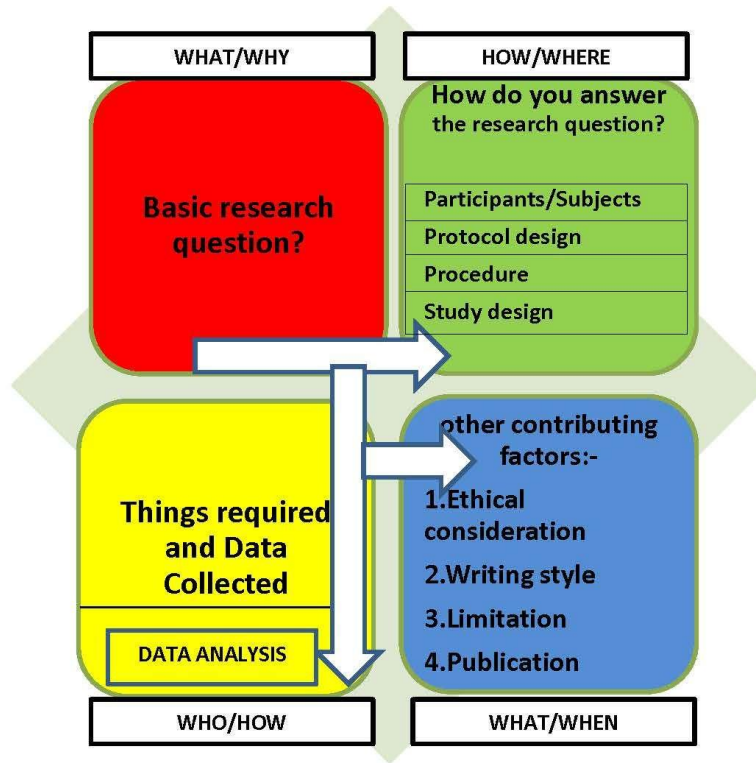 WHAT/WHY
Basic research
question?
HOW/WHERE
How do you answer
the research question?
Participants/Subjects
Protocol design
Procedure
Study design
Things required
and Data
Collected
DATA ANALYSIS
WHO/HOW
other contributing
factors:-
1.Ethical
consideration
2.Writing style
3.Limitation
4.Publication
WHAT/WHEN